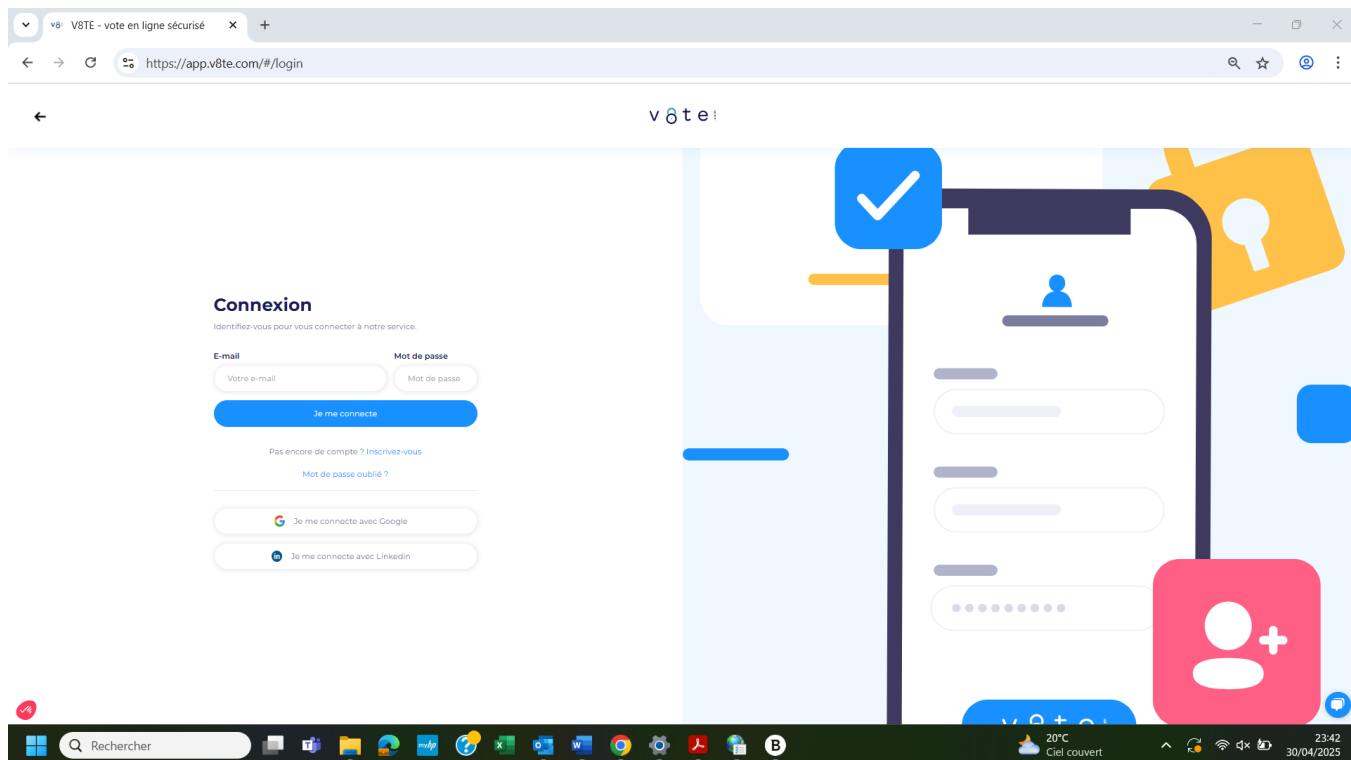 V8TE - vote en ligne sécurisé
https://app.v8te.com/#/login
v8te
Connexion
Identifiez-vous pour vous connecter à notre service.
E-mail Mot de passe
Votre e-mail Mot de passe
Je me connecte
Pas encore de compte ? Inscrivez-vous
Mot de passe oublié ?
Je me connecte avec Google
Je me connecte avec Linkedin
Rechercher
20°C
Ciel couvert
23:42
30/04/2025